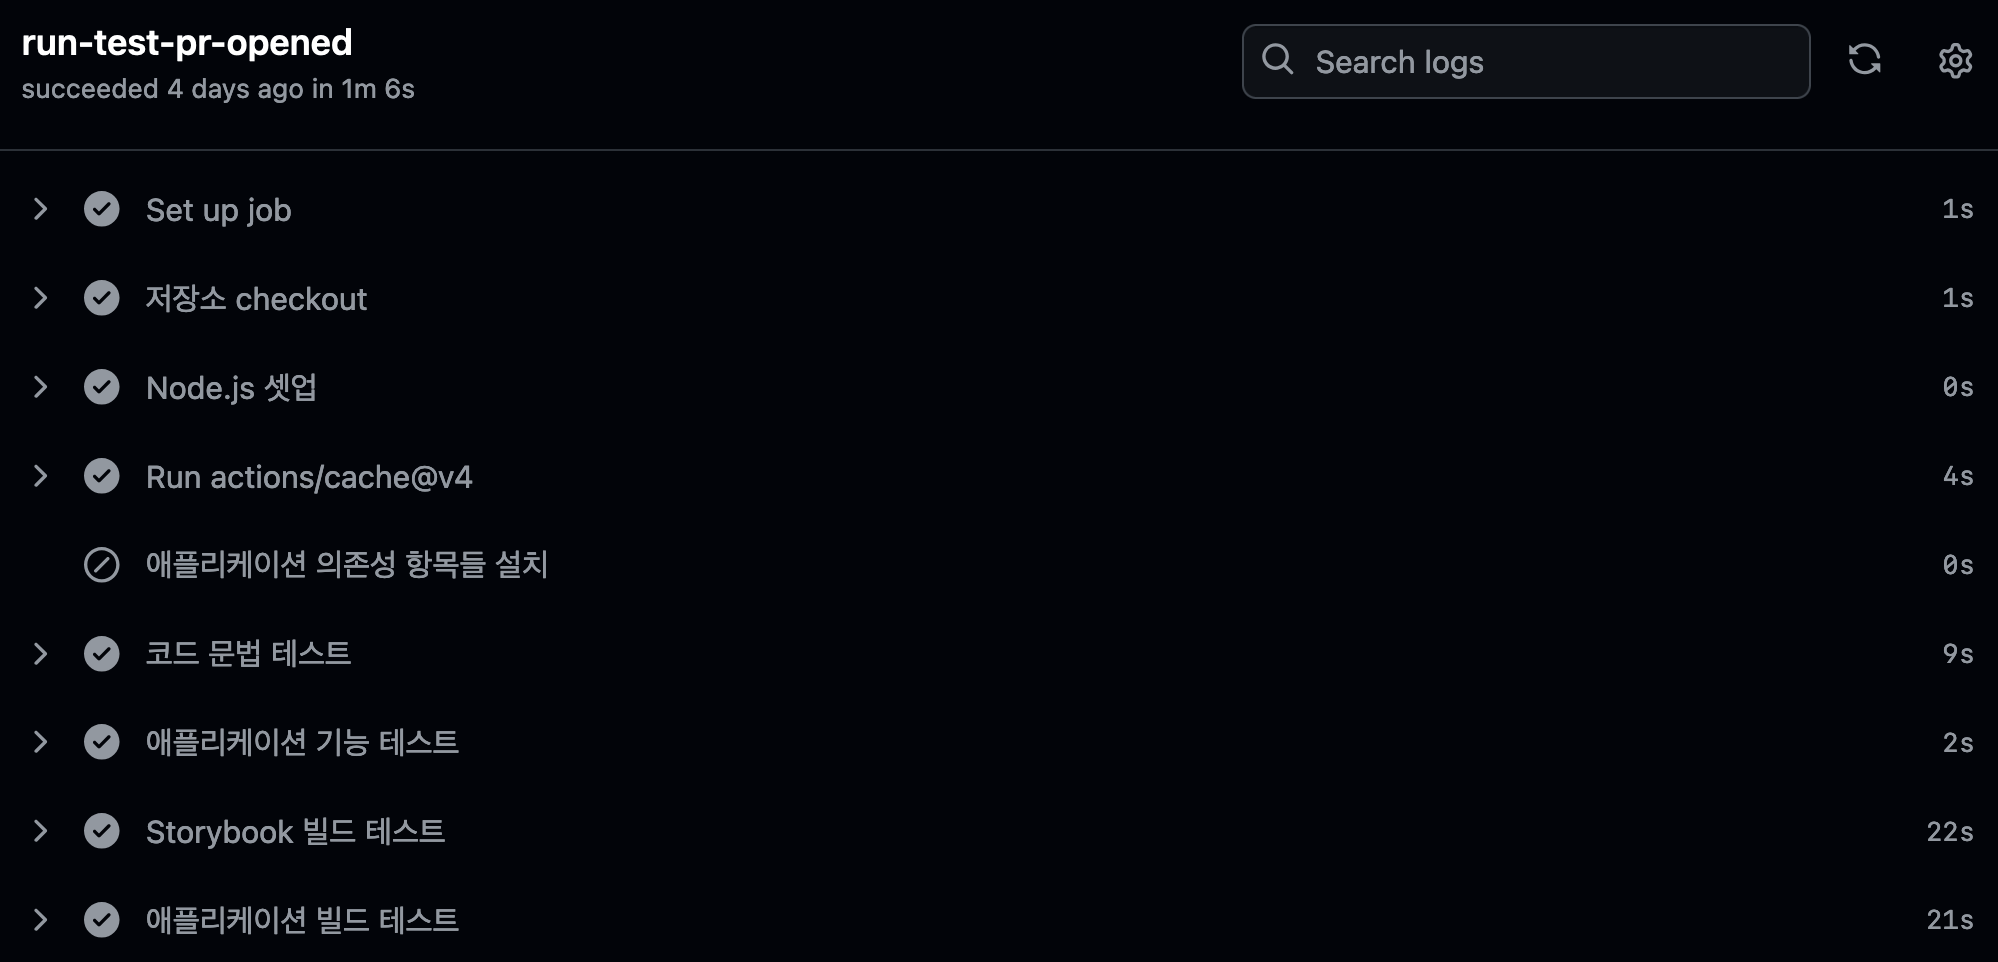 run-test-pr-opened
succeeded 4 days ago in 1m 6s
Search logs
Set up job 1s
저장소 checkout 1s
Node.js 셋업 0s
Run actions/cache@v4 4s
애플리케이션 의존성 항목들 설치 0s
코드 문법 테스트 9s
애플리케이션 기능 테스트 2s
Storybook 빌드 테스트 22s
애플리케이션 빌드 테스트 21s